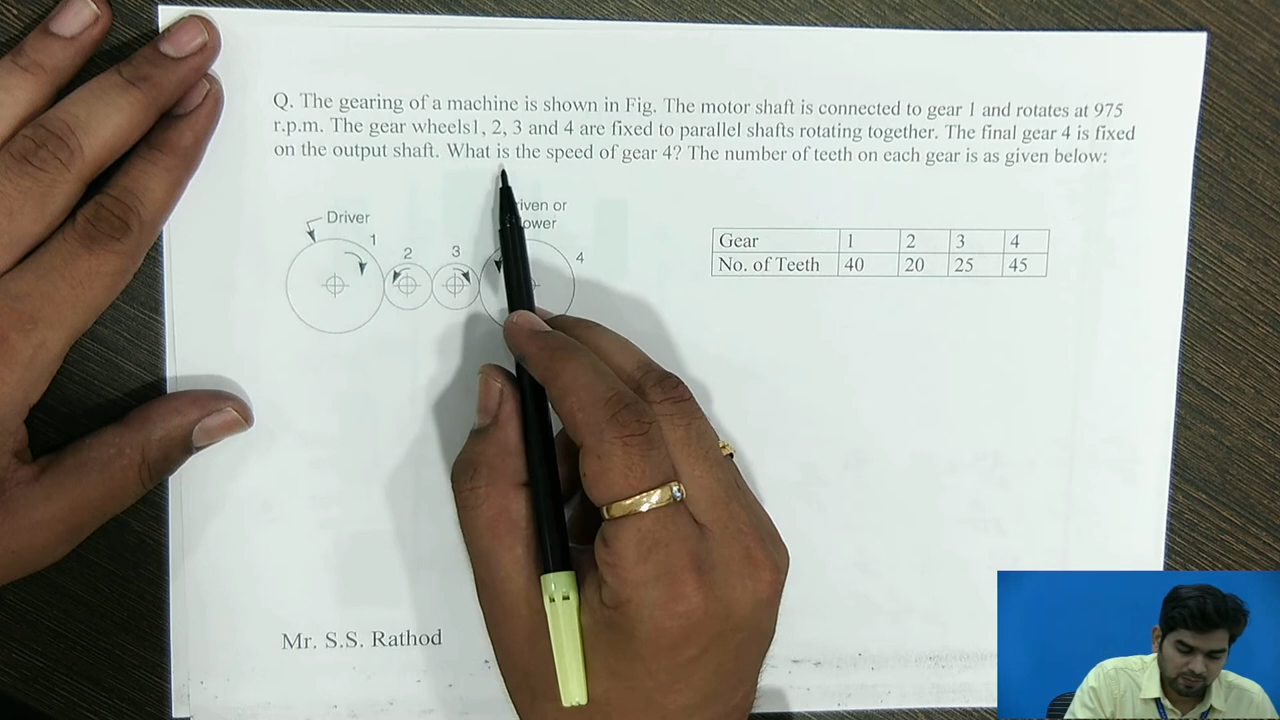 Q. The gearing of a machine is shown in Fig. The motor shaft is connected to gear 1 and rotates at 975
r.p.m. The gear wheels1, 2, 3 and 4 are fixed to parallel shafts rotating together. The final gear 4 is fixed
on the output shaft. What is the speed of gear 4? The number of teeth on each gear is as given below:
Driver
1
2
3
or
4
Gear 1 2 3 4
No. of Teeth 40 20 25 45
Mr. S.S. Rathod